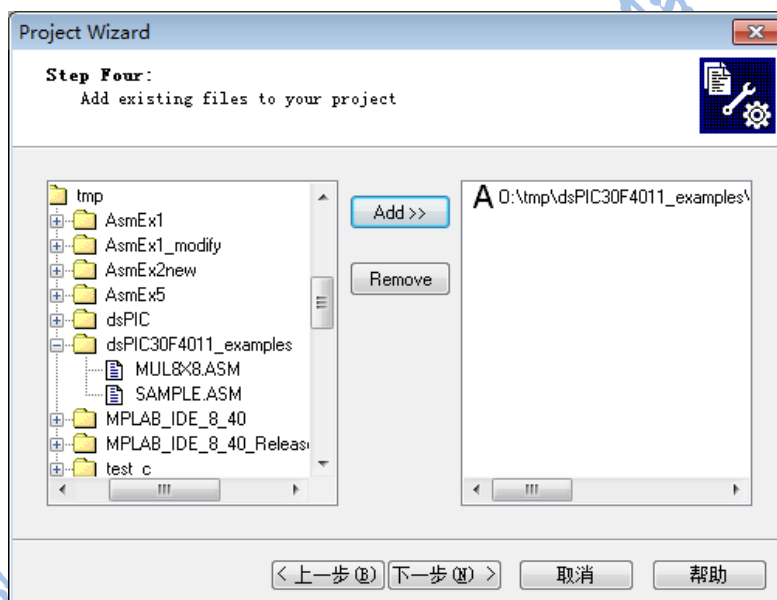 Project Wizard
Step Four:
Add existing files to your project
tmp
AsmEx1
AsmEx1_modify
AsmEx2new
AsmEx5
dsPIC
dsPIC30F4011_examples
MUL8X8.ASM
SAMPLE.ASM
MPLAB_IDE_8_40
MPLAB_IDE_8_40_Releas
test_c
Add >>
Remove
A O:\tmp\dsPIC30F4011_examples\
< 上一步(B) 下一步(N) > 取消 帮助